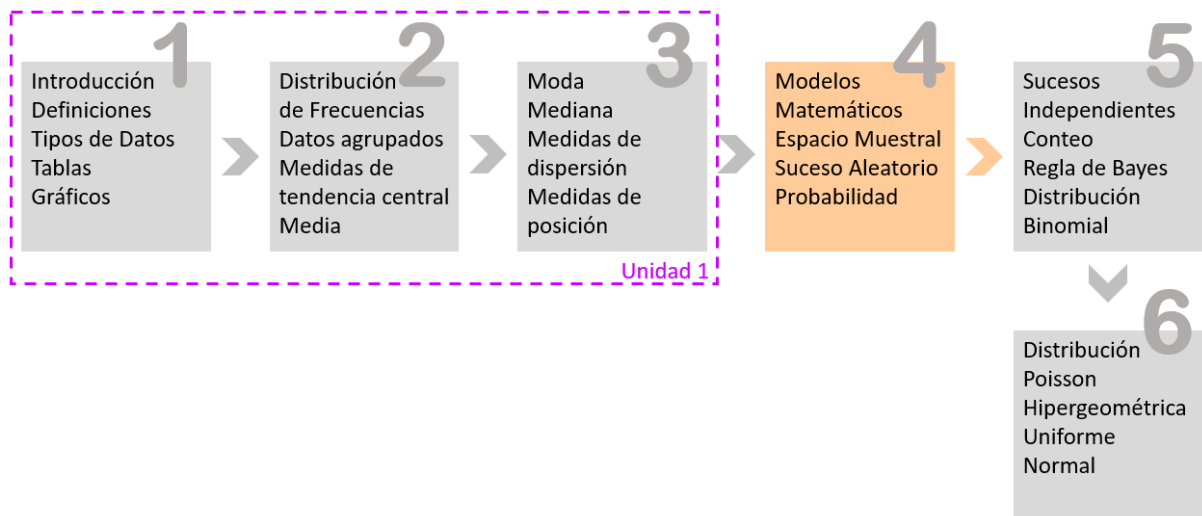 1
Introducción
Definiciones
Tipos de Datos
Tablas
Gráficos
2
Distribución
de Frecuencias
Datos agrupados
Medidas de
tendencia central
Media
3
Moda
Mediana
Medidas de
dispersión
Medidas de
posición
Unidad 1
4
Modelos
Matemáticos
Espacio Muestral
Suceso Aleatorio
Probabilidad
5
Sucesos
Independientes
Conteo
Regla de Bayes
Distribución
Binomial
6
Distribución
Poisson
Hipergeométrica
Uniforme
Normal